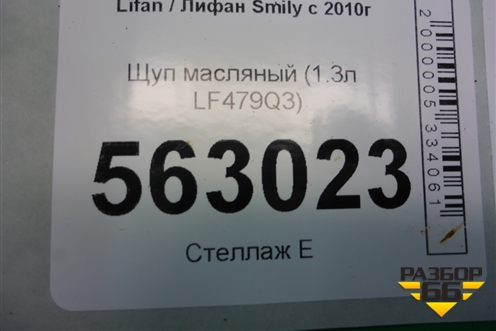 Lifan / Лифан Smily с 2010г
Щуп масляный (1.3л
LF479Q3)
563023
Стеллаж Е
2000005334061
РАЗБОР
66